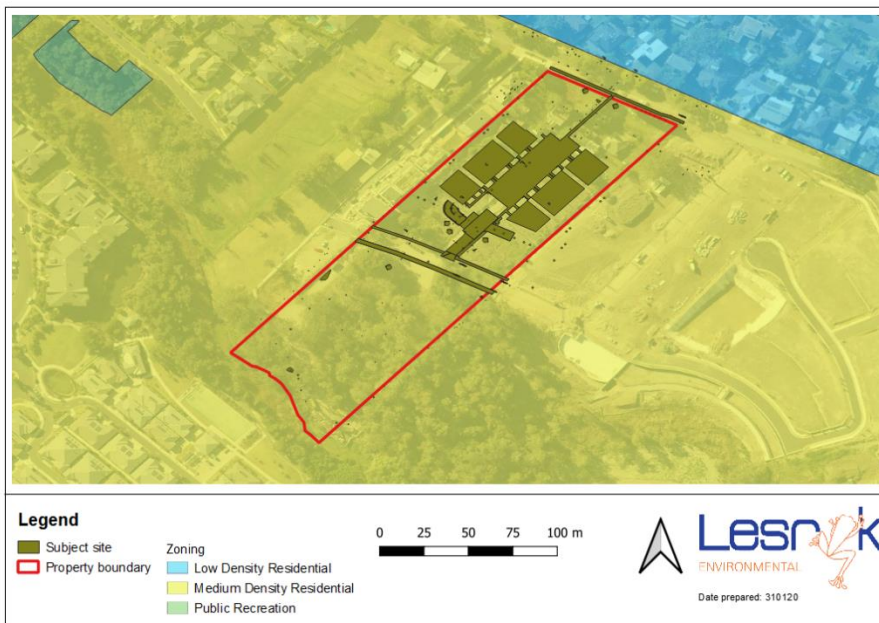 Legend
Subject site
Property boundary
Zoning
Low Density Residential
Medium Density Residential
Public Recreation
0 25 50 75 100 m
Lesryk
ENVIRONMENTAL
Date prepared: 310120